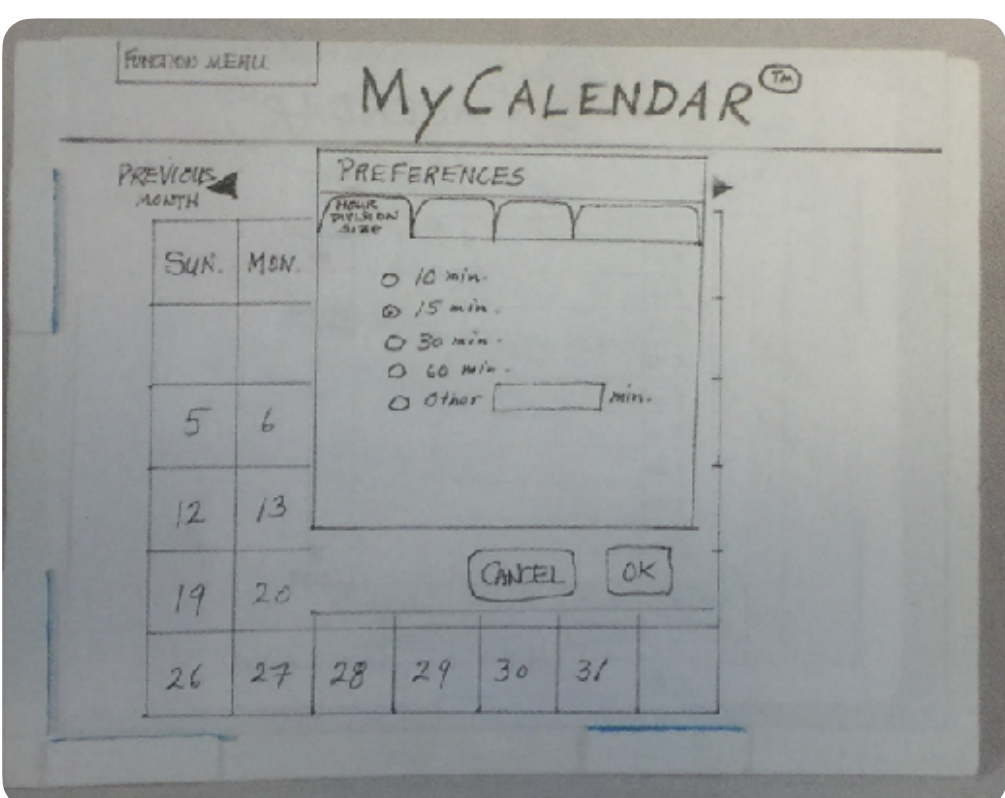 FUNCTION MENU
MyCALENDAR TM
PREVIOUS
MONTH
PREFERENCES
HOUR
DIVISION
SIZE
SUN. MON.
10 min.
15 min.
30 min.
60 min.
Other min.
5 6
12 13
CANCEL OK
19 20
26 27 28 29 30 31